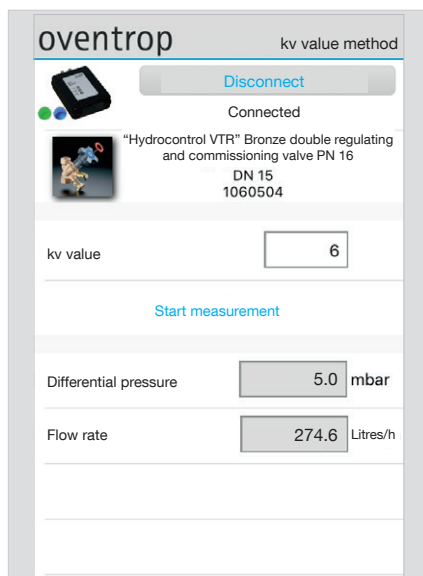 oventrop
kv value method
Disconnect
Connected
“Hydrocontrol VTR” Bronze double regulating
and commissioning valve PN 16
DN 15
1060504
kv value
6
Start measurement
Differential pressure
5.0 mbar
Flow rate
274.6 Litres/h